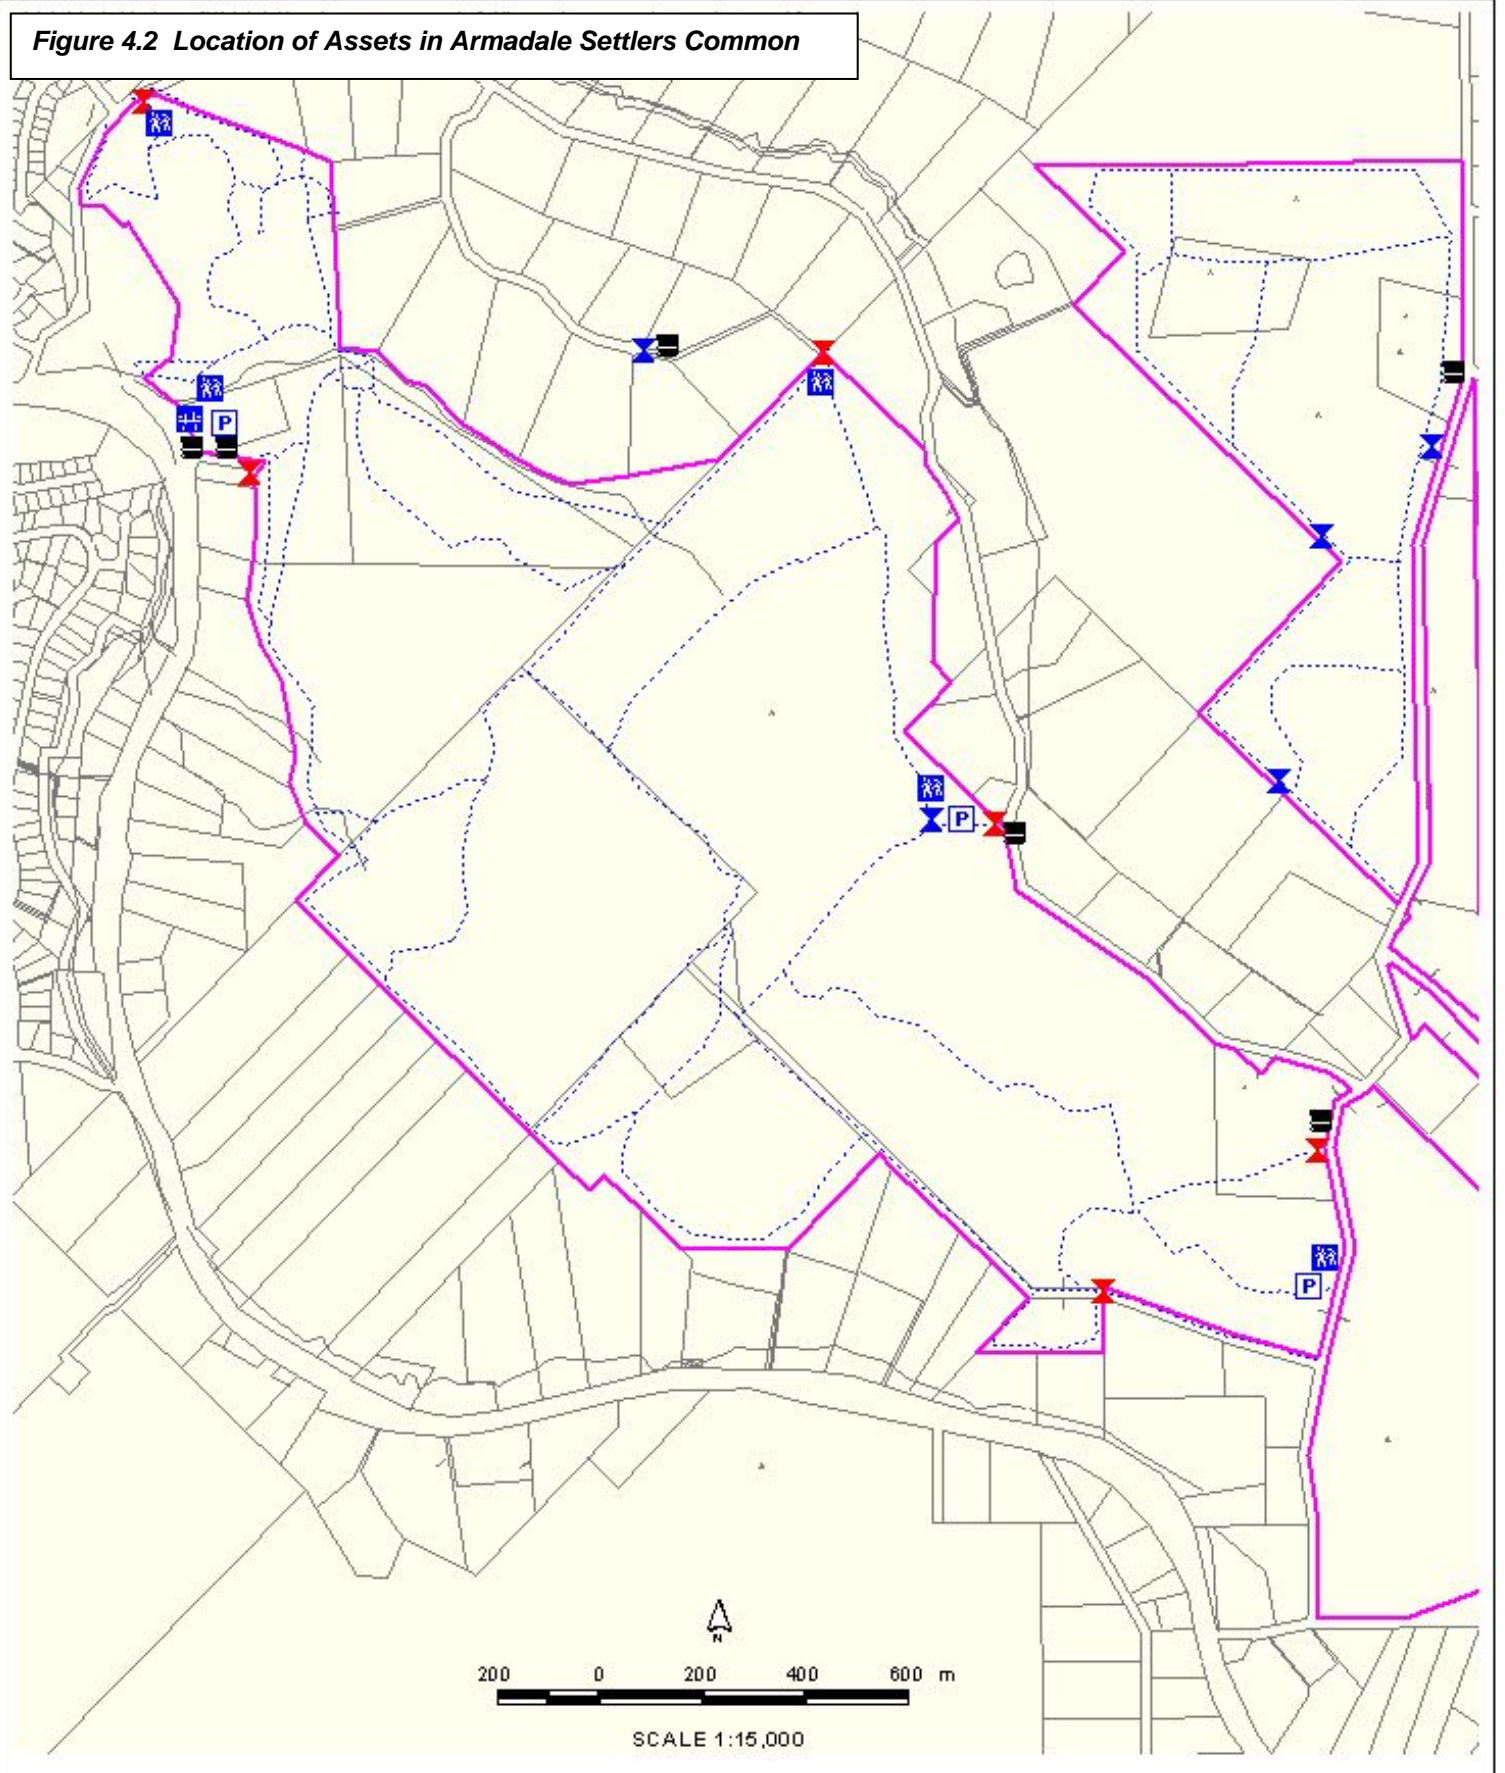 Figure 4.2 Location of Assets in Armadale Settlers Common
P
P
P
N
200 0 200 400 600 m
SCALE 1:15,000